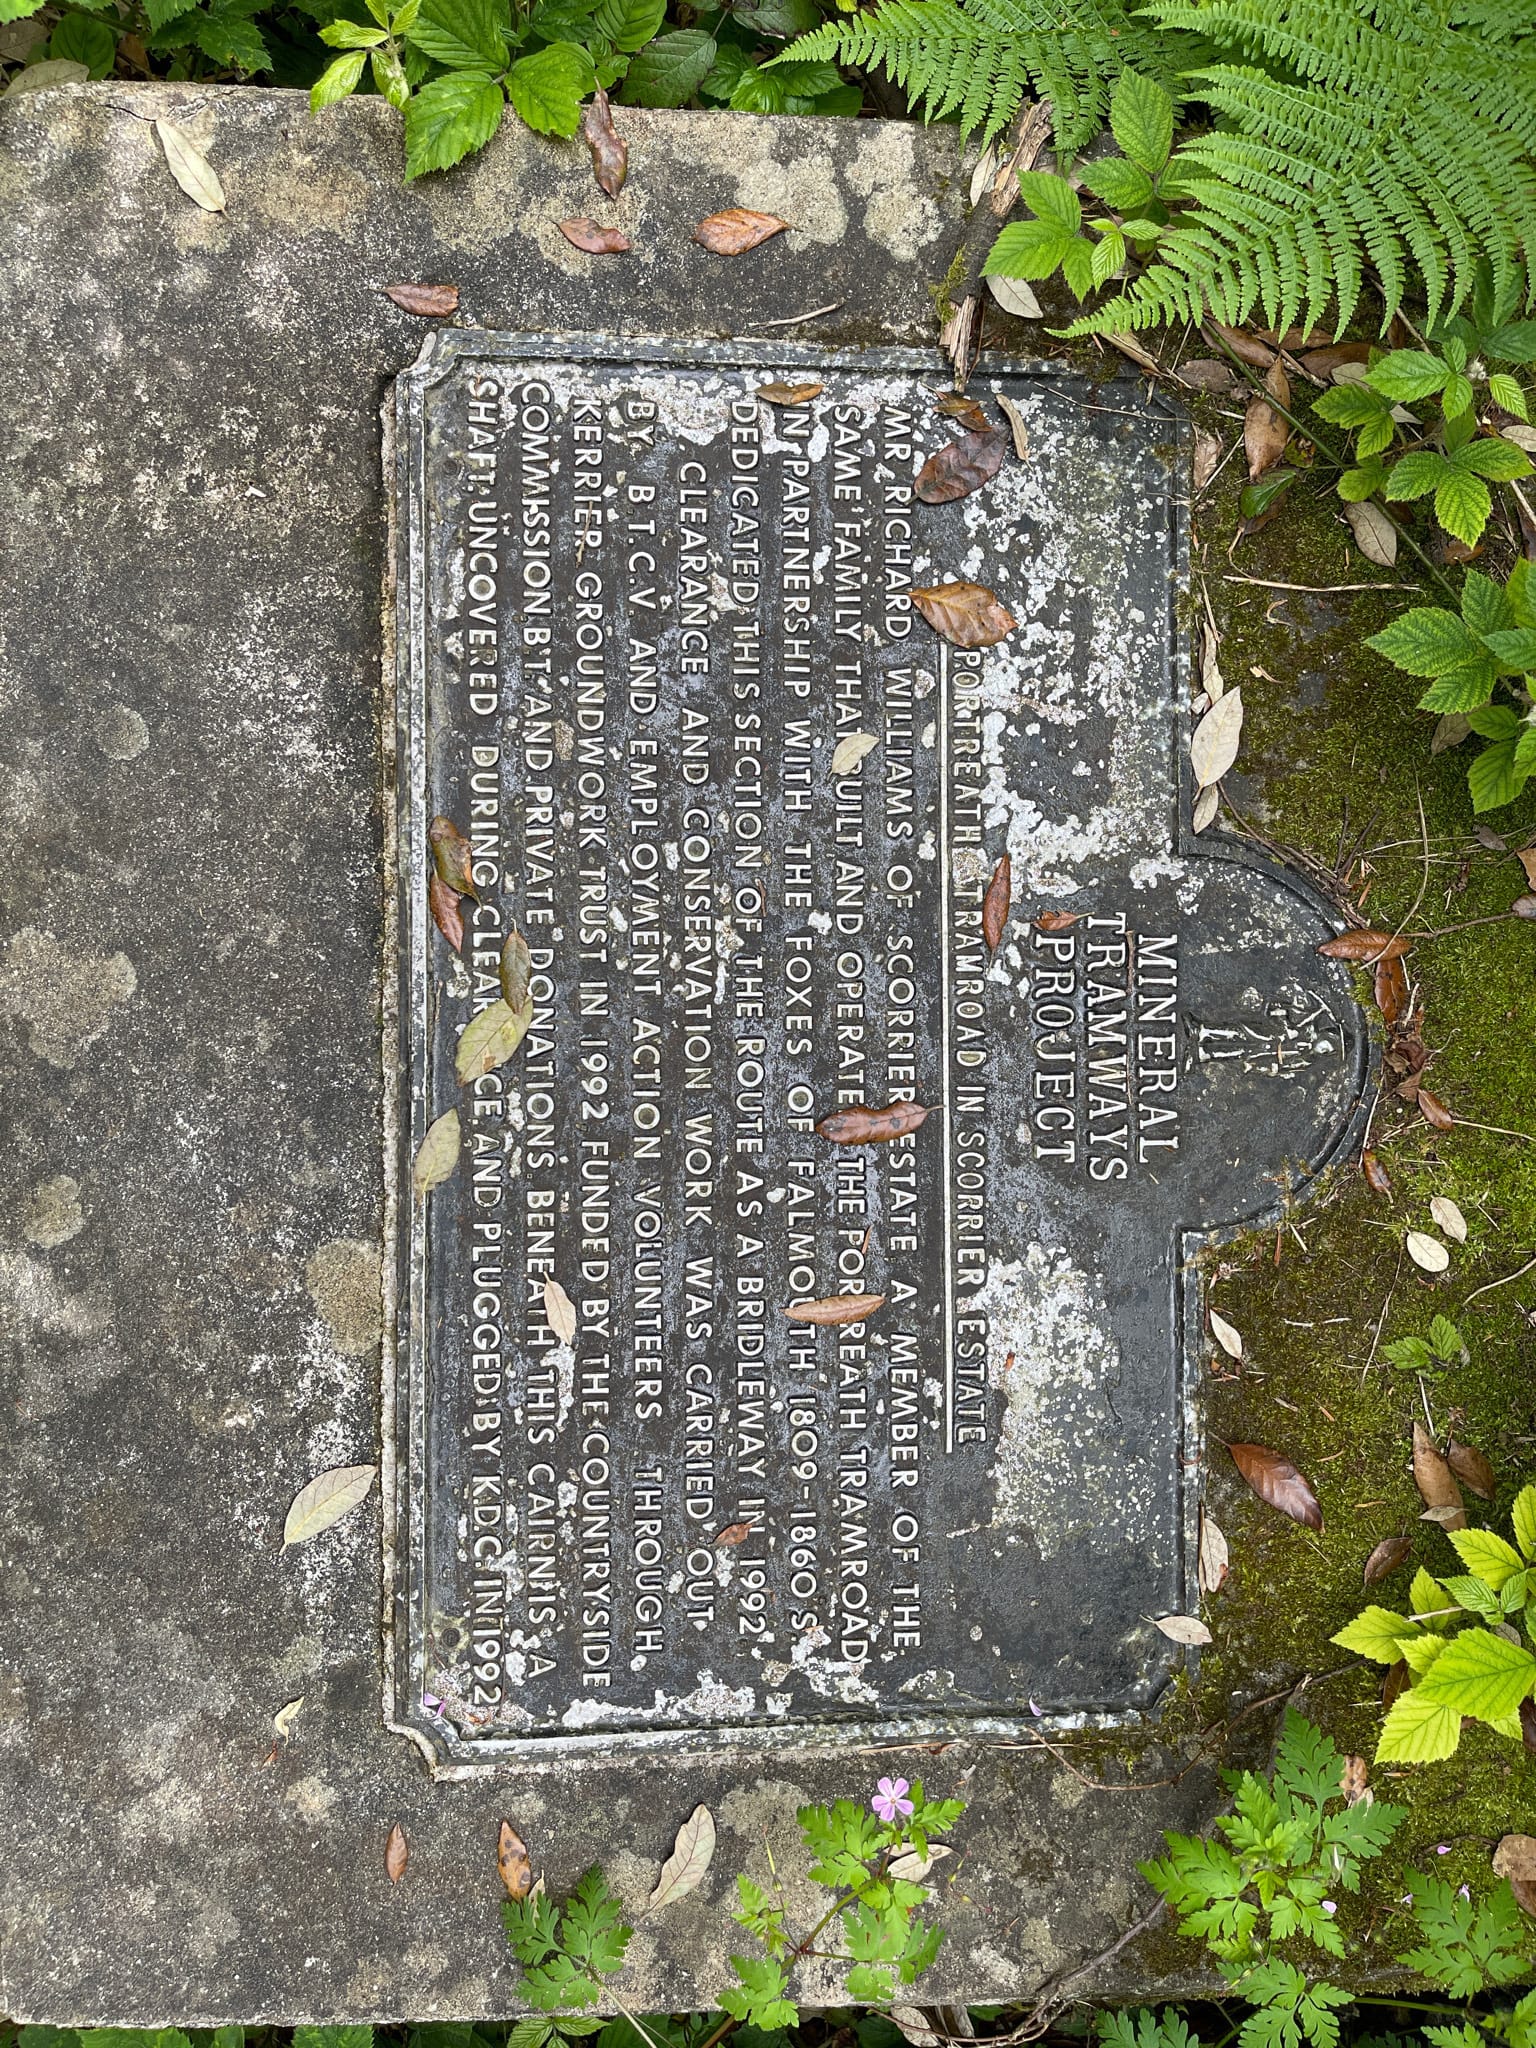 MINERAL
TRAMWAYS
PROJECT
PORTREATH TRAMROAD IN SCORRIER ESTATE
MR. RICHARD WILLIAMS OF SCORRIER ESTATE A MEMBER OF THE
SAME FAMILY THAT BUILT AND OPERATE THE PORTREATH TRAMROAD
IN PARTNERSHIP WITH THE FOXES OF FALMOUTH 1809-1860'S.
DEDICATED THIS SECTION OF THE ROUTE AS A BRIDLEWAY IN 1992
CLEARANCE AND CONSERVATION WORK WAS CARRIED OUT
BY B.T.C.V. AND EMPLOYMENT ACTION VOLUNTEERS THROUGH
KERRIER GROUNDWORK TRUST IN 1992 FUNDED BY THE COUNTRYSIDE
COMMISSION, B.T. AND PRIVATE DONATIONS BENEATH THIS CAIRN IS A
SHAFT, UNCOVERED DURING CLEARANCE, AND PLUGGED BY K.D.C. IN 1992